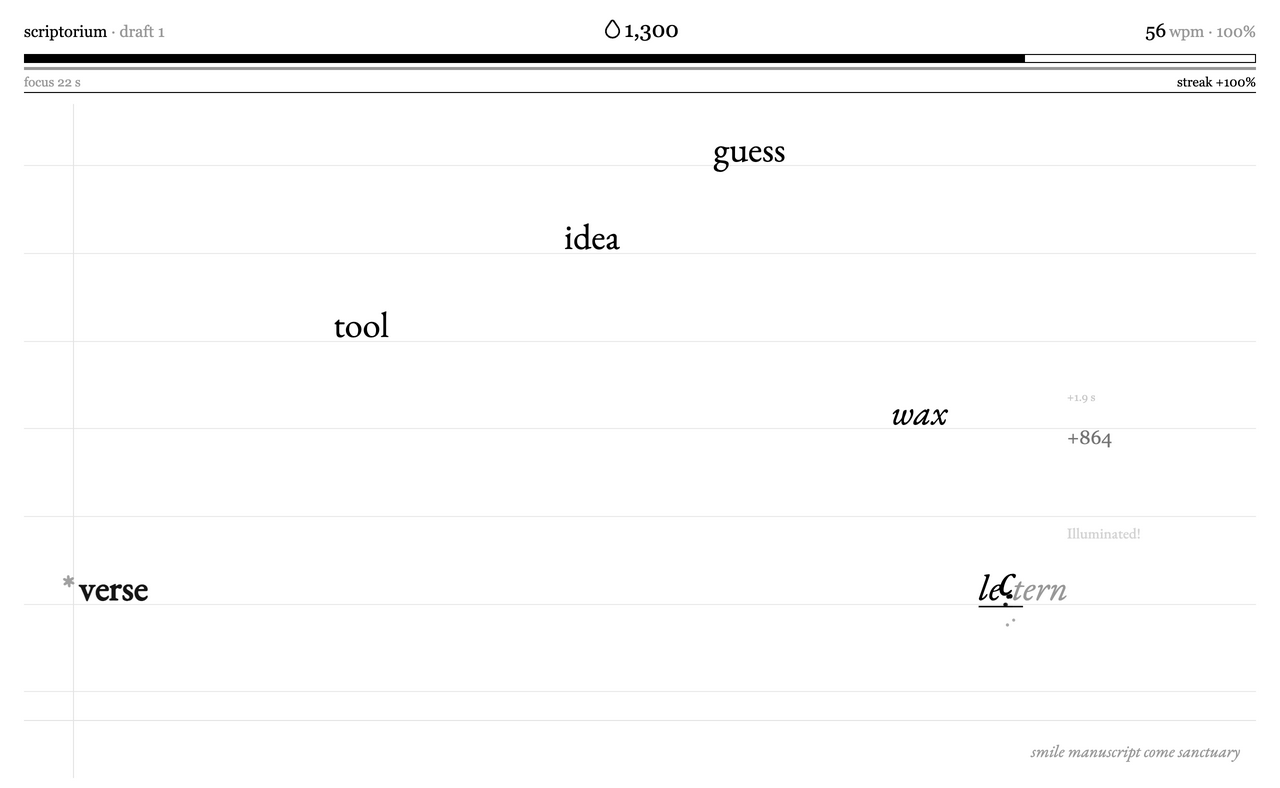 scriptorium · draft 1
1,300
56 wpm · 100%
focus 22 s
streak +100%
guess
idea
tool
wax
+1.9 s
+864
Illuminated!
* verse
lectern
smile manuscript come sanctuary